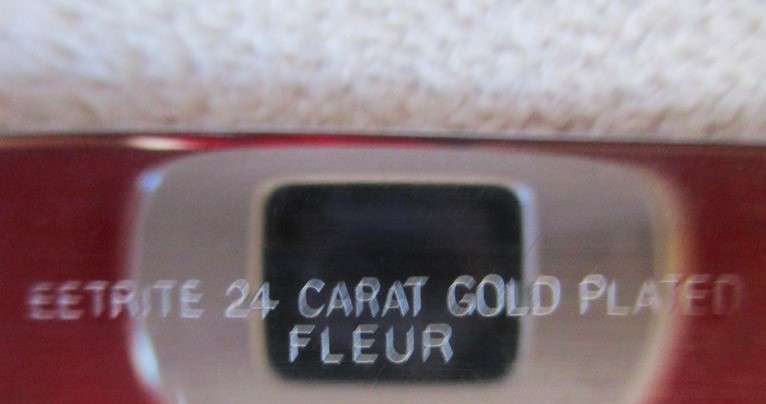 EETRITE 24 CARAT GOLD PLATED
FLEUR